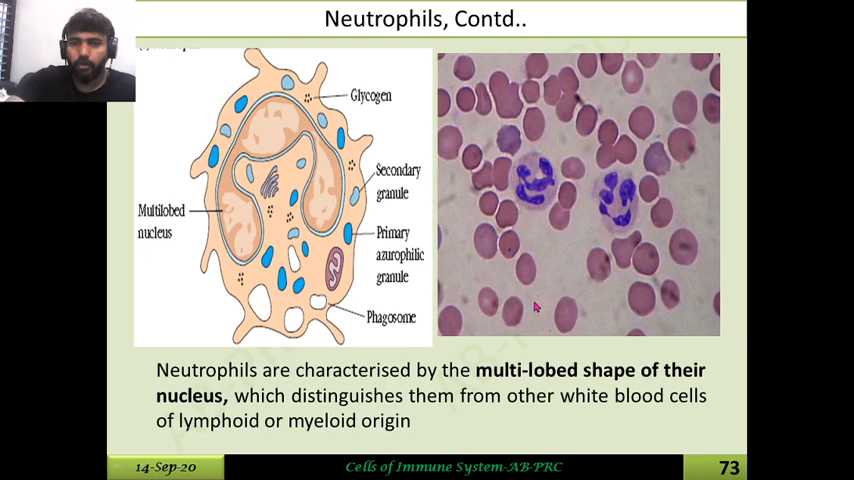 Neutrophils, Contd..
Glycogen
Secondary
granule
Multilobed
nucleus
Primary
azurophilic
granule
Phagosome
Neutrophils are characterised by the multi-lobed shape of their
nucleus, which distinguishes them from other white blood cells
of lymphoid or myeloid origin
14-Sep-20
Cells of Immune System-AB-PRC
73